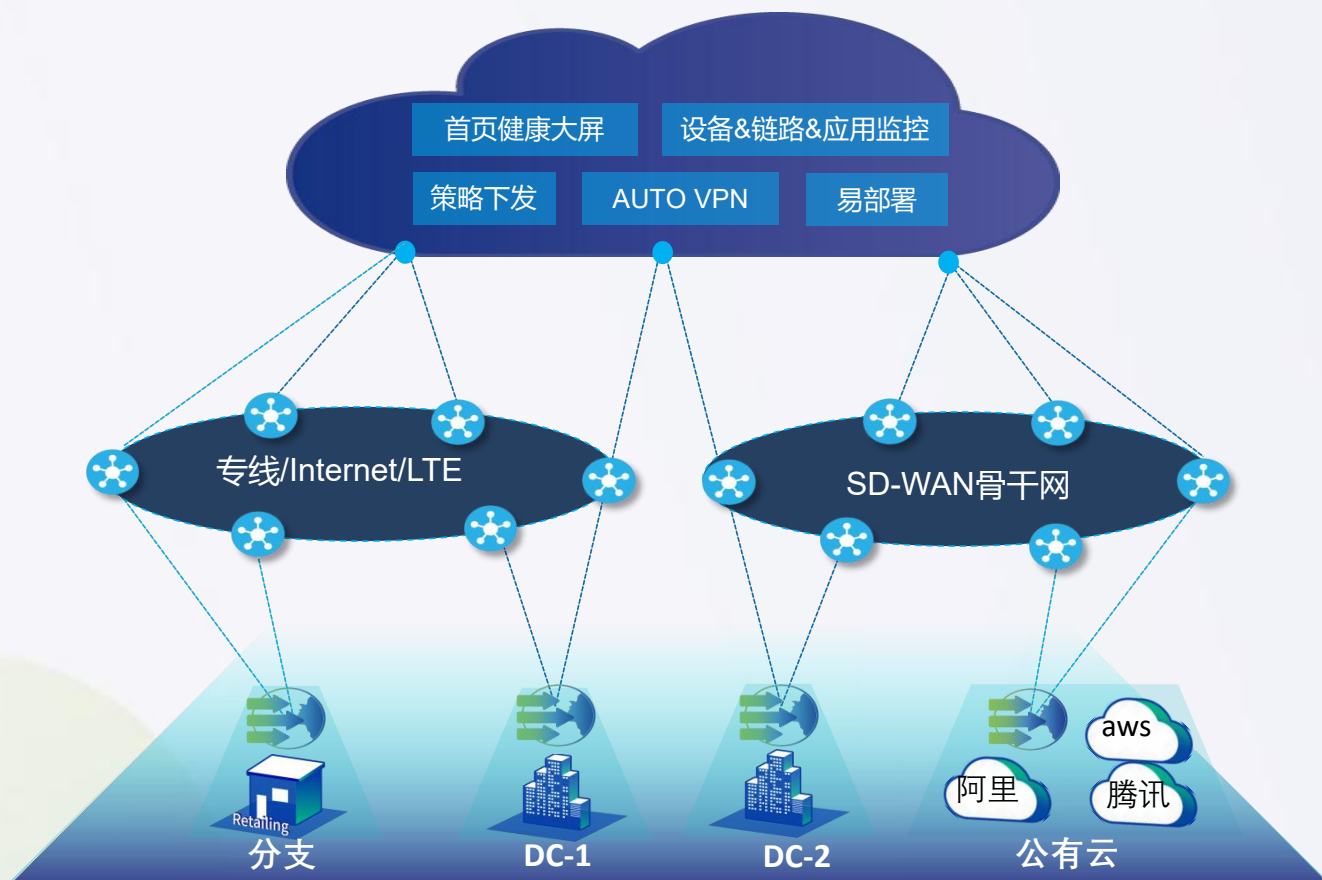 首页健康大屏
设备&链路&应用监控
策略下发
AUTO VPN
易部署
专线/Internet/LTE
SD-WAN骨干网
aws
阿里
腾讯
Retailing
分支
DC-1
DC-2
公有云